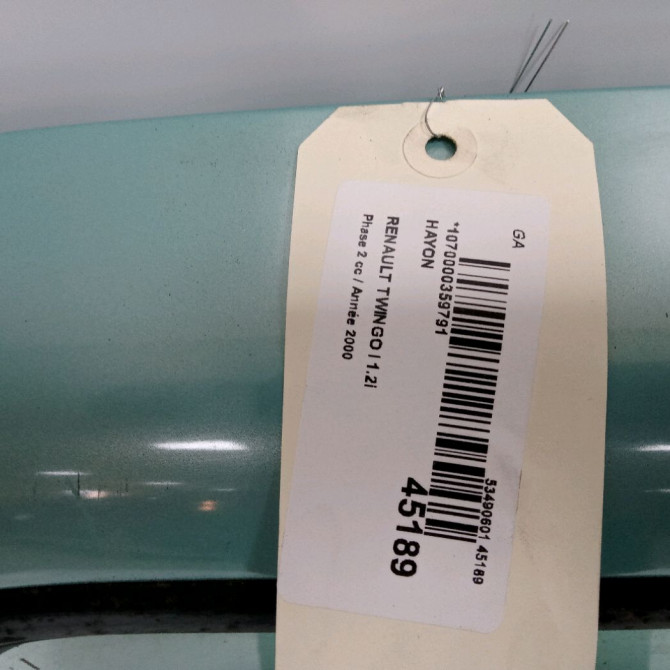 GA
53490601 45189
*1070000359791
HAYON
45189
RENAULT TWINGO I 1.2i
Phase 2 cc / Année 2000